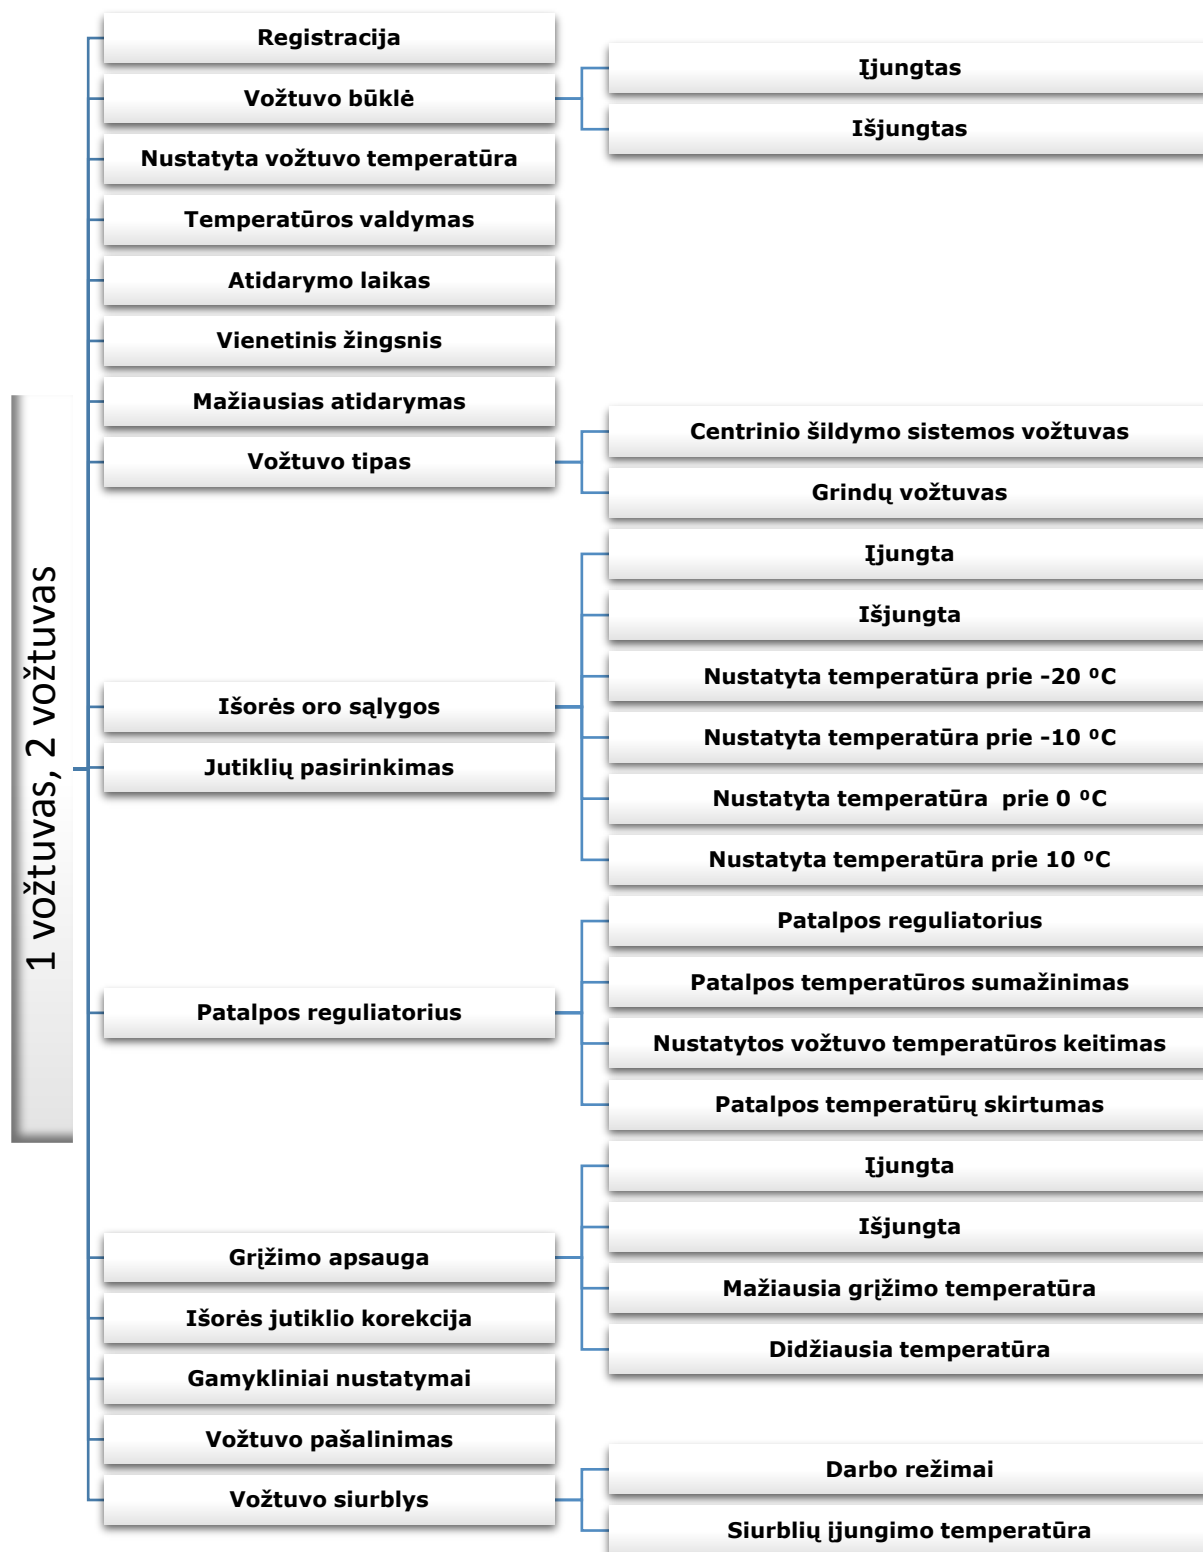 1 vožtuvas, 2 vožtuvas
Registracija
Vožtuvo būklė
Įjungtas
Išjungtas
Nustatyta vožtuvo temperatūra
Temperatūros valdymas
Atidarymo laikas
Vienetinis žingsnis
Mažiausias atidarymas
Vožtuvo tipas
Centrinio šildymo sistemos vožtuvas
Grindų vožtuvas
Išorės oro sąlygos
Įjungta
Išjungta
Nustatyta temperatūra prie -20 ⁰C
Nustatyta temperatūra prie -10 ⁰C
Nustatyta temperatūra  prie 0 ⁰C
Nustatyta temperatūra prie 10 ⁰C
Jutiklių pasirinkimas
Patalpos reguliatorius
Patalpos reguliatorius
Patalpos temperatūros sumažinimas
Nustatytos vožtuvo temperatūros keitimas
Patalpos temperatūrų skirtumas
Grįžimo apsauga
Įjungta
Išjungta
Mažiausia grįžimo temperatūra
Didžiausia temperatūra
Išorės jutiklio korekcija
Gamykliniai nustatymai
Vožtuvo pašalinimas
Vožtuvo siurblys
Darbo režimai
Siurblių įjungimo temperatūra